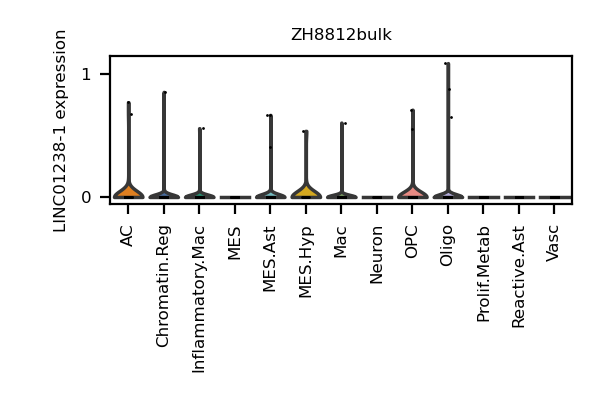 ZH8812bulk
LINC01238-1 expression
1
0
AC
Chromatin.Reg
Inflammatory.Mac
MES
MES.Ast
MES.Hyp
Mac
Neuron
OPC
Oligo
Prolif.Metab
Reactive.Ast
Vasc